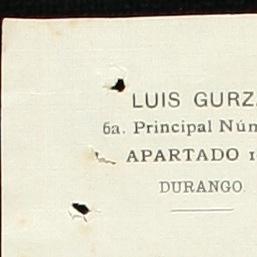 LUIS GURZ
6a. Principal Núm
APARTADO 1
DURANGO.